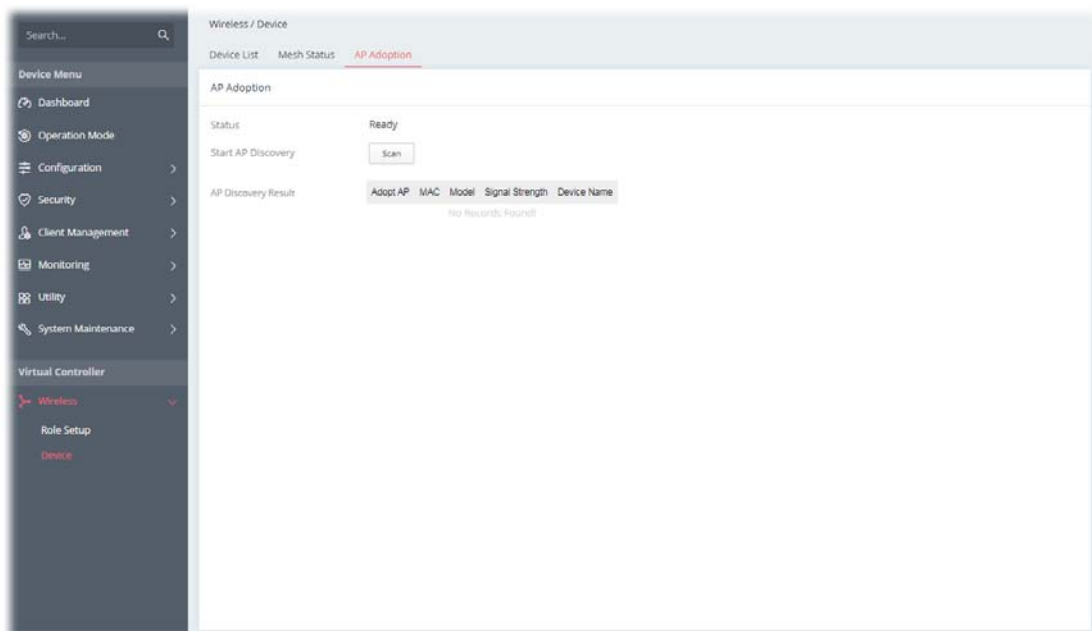 Search...
Device Menu
Dashboard
Operation Mode
Configuration
Security
Client Management
Monitoring
Utility
System Maintenance
Virtual Controller
Wireless
Role Setup
Device
Wireless / Device
Device List Mesh Status AP Adoption
AP Adoption
Status Ready
Start AP Discovery Scan
AP Discovery Result Adopt AP MAC Model Signal Strength Device Name
No Records Found!